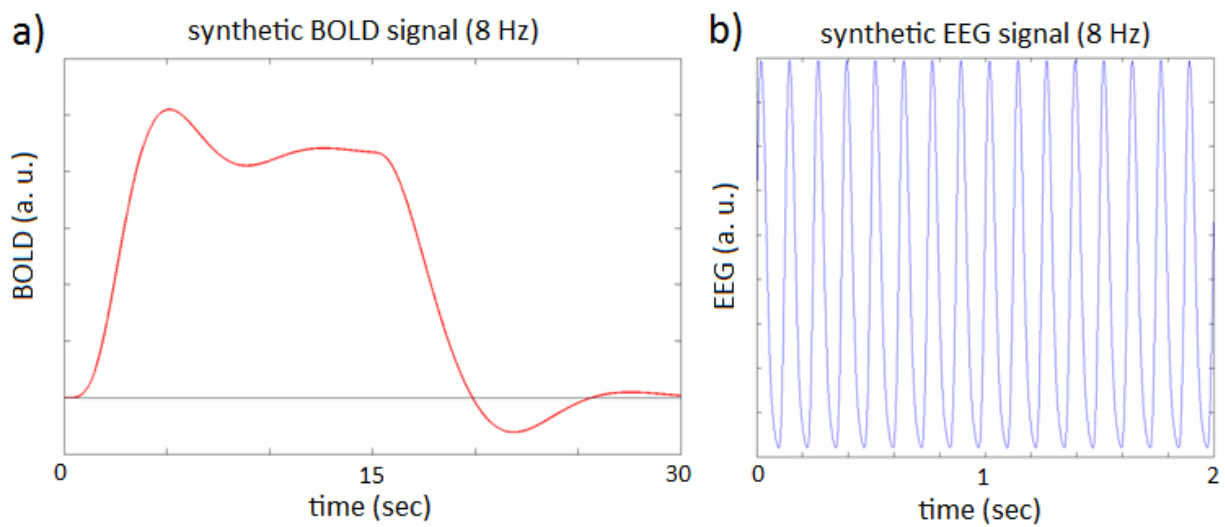 a)
synthetic BOLD signal (8 Hz)
BOLD (a. u.)
0
15
30
time (sec)
b)
synthetic EEG signal (8 Hz)
EEG (a. u.)
0
1
2
time (sec)